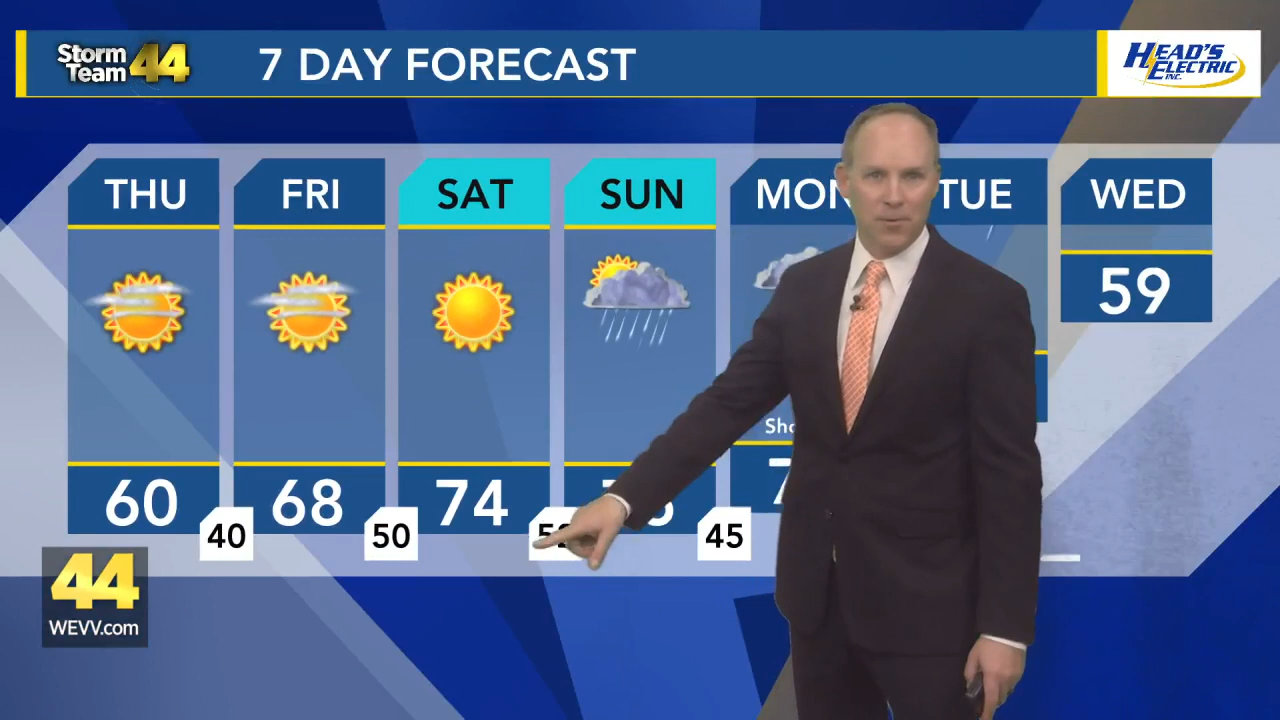 Storm
Team 44
7 DAY FORECAST
HEAD'S
ELECTRIC
INC.
THU
FRI
SAT
SUN
MON
TUE
WED
59
60
68
74
40
50
45
44
WEVV.com